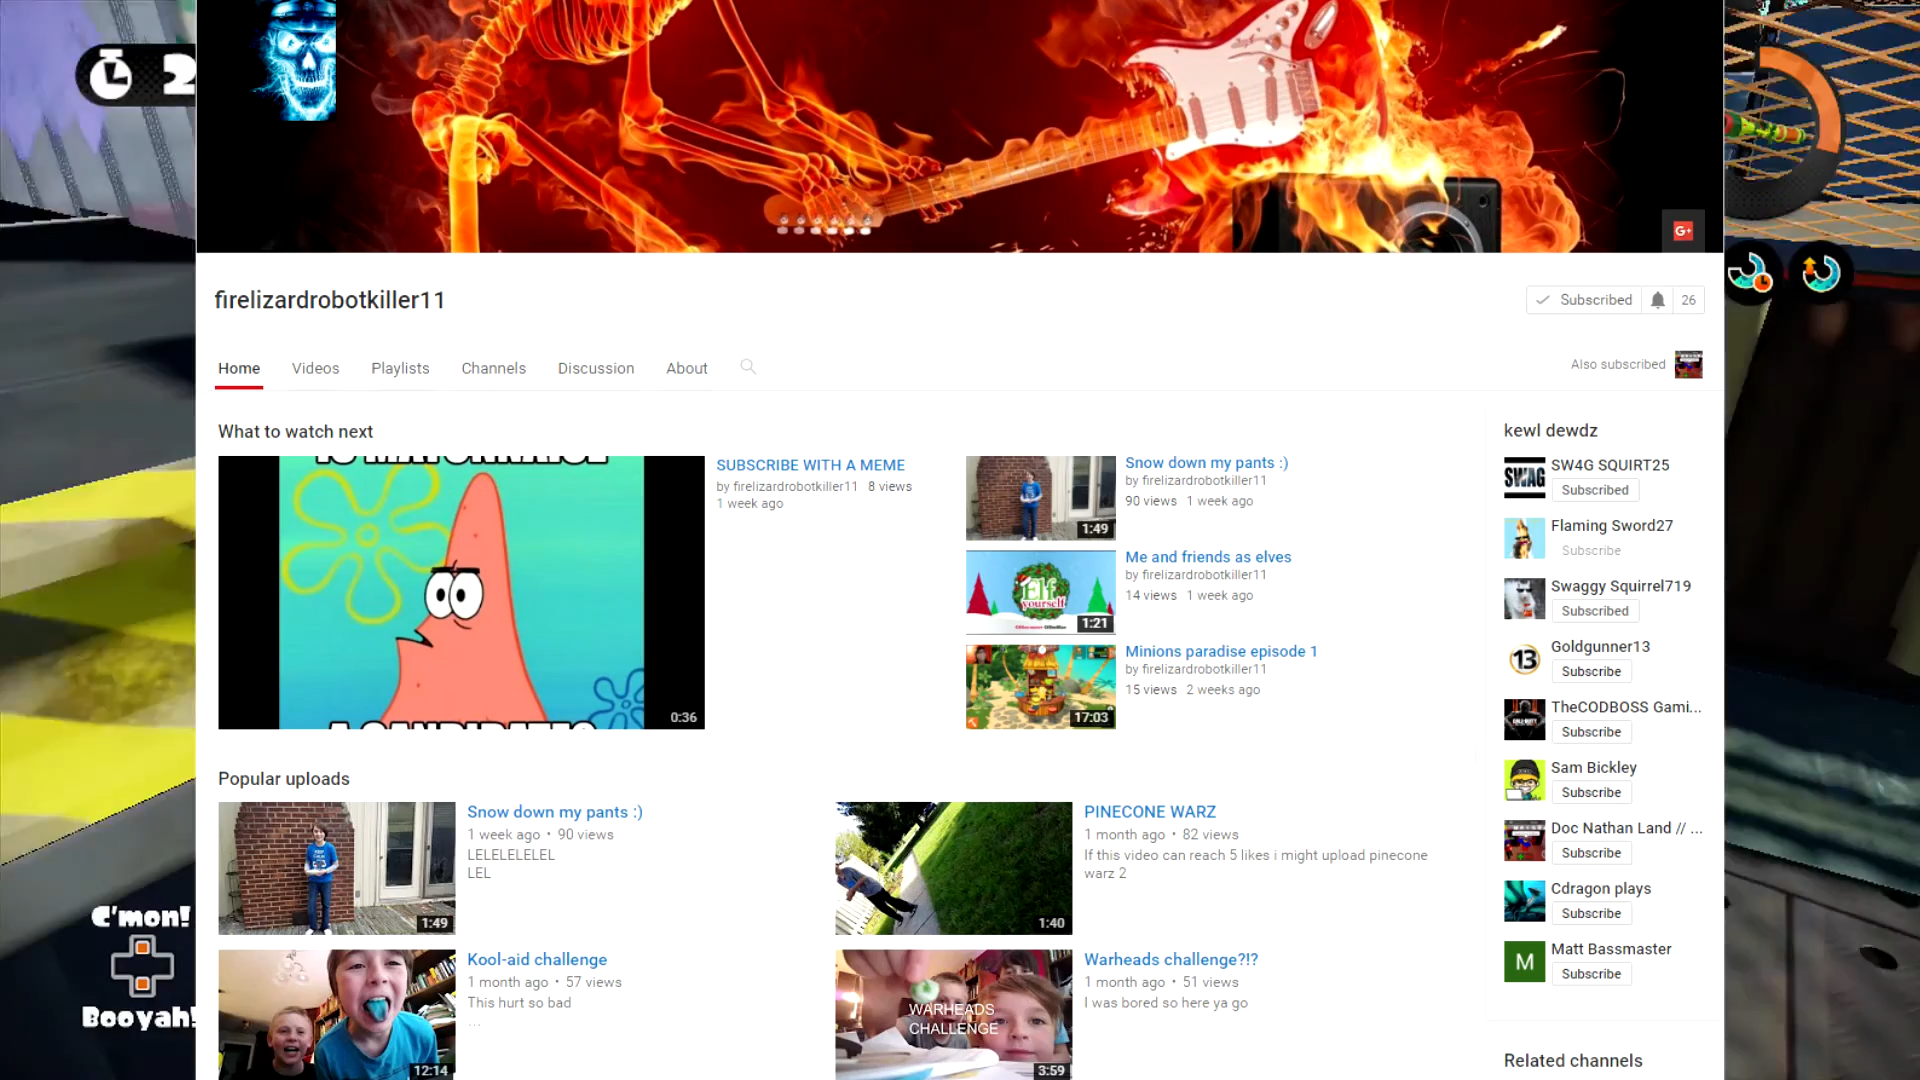 2
G+
firelizardrobotkiller11
Subscribed
26
Home
Videos
Playlists
Channels
Discussion
About
Also subscribed
What to watch next
0:36
SUBSCRIBE WITH A MEME
by firelizardrobotkiller11 8 views
1 week ago
1:49
Snow down my pants :)
by firelizardrobotkiller11
90 views 1 week ago
Elf
yourself
1:21
Me and friends as elves
by firelizardrobotkiller11
14 views 1 week ago
17:03
Minions paradise episode 1
by firelizardrobotkiller11
15 views 2 weeks ago
Popular uploads
1:49
Snow down my pants :)
1 week ago • 90 views
LELELELELEL
LEL
1:40
PINECONE WARZ
1 month ago • 82 views
If this video can reach 5 likes i might upload pinecone
warz 2
12:14
Kool-aid challenge
1 month ago • 57 views
This hurt so bad
...
WARHEADS
CHALLENGE
3:59
Warheads challenge?!?
1 month ago • 51 views
I was bored so here ya go
kewl dewdz
SWAG
SW4G SQUIRT25
Subscribed
Flaming Sword27
Subscribe
Swaggy Squirrel719
Subscribed
13
Goldgunner13
Subscribe
TheCODBOSS Gami...
Subscribe
Sam Bickley
Subscribe
Doc Nathan Land // ...
Subscribe
Cdragon plays
Subscribe
M
Matt Bassmaster
Subscribe
Related channels
C'mon!
Booyah!